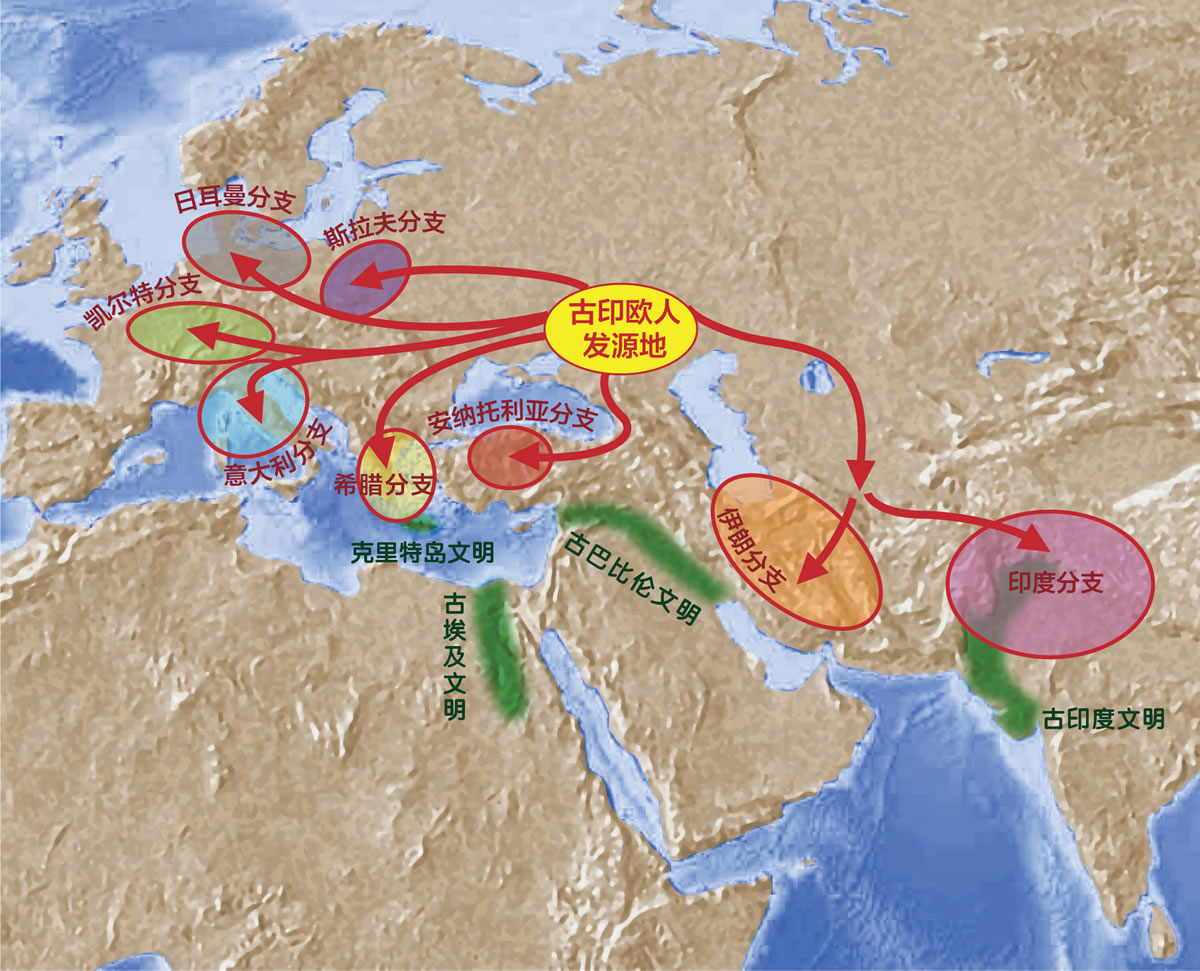 日耳曼分支
斯拉夫分支
凯尔特分支
古印欧人
发源地
安纳托利亚分支
意大利分支
希腊分支
伊朗分支
克里特岛文明
古巴比伦文明
印度分支
古埃及文明
古印度文明